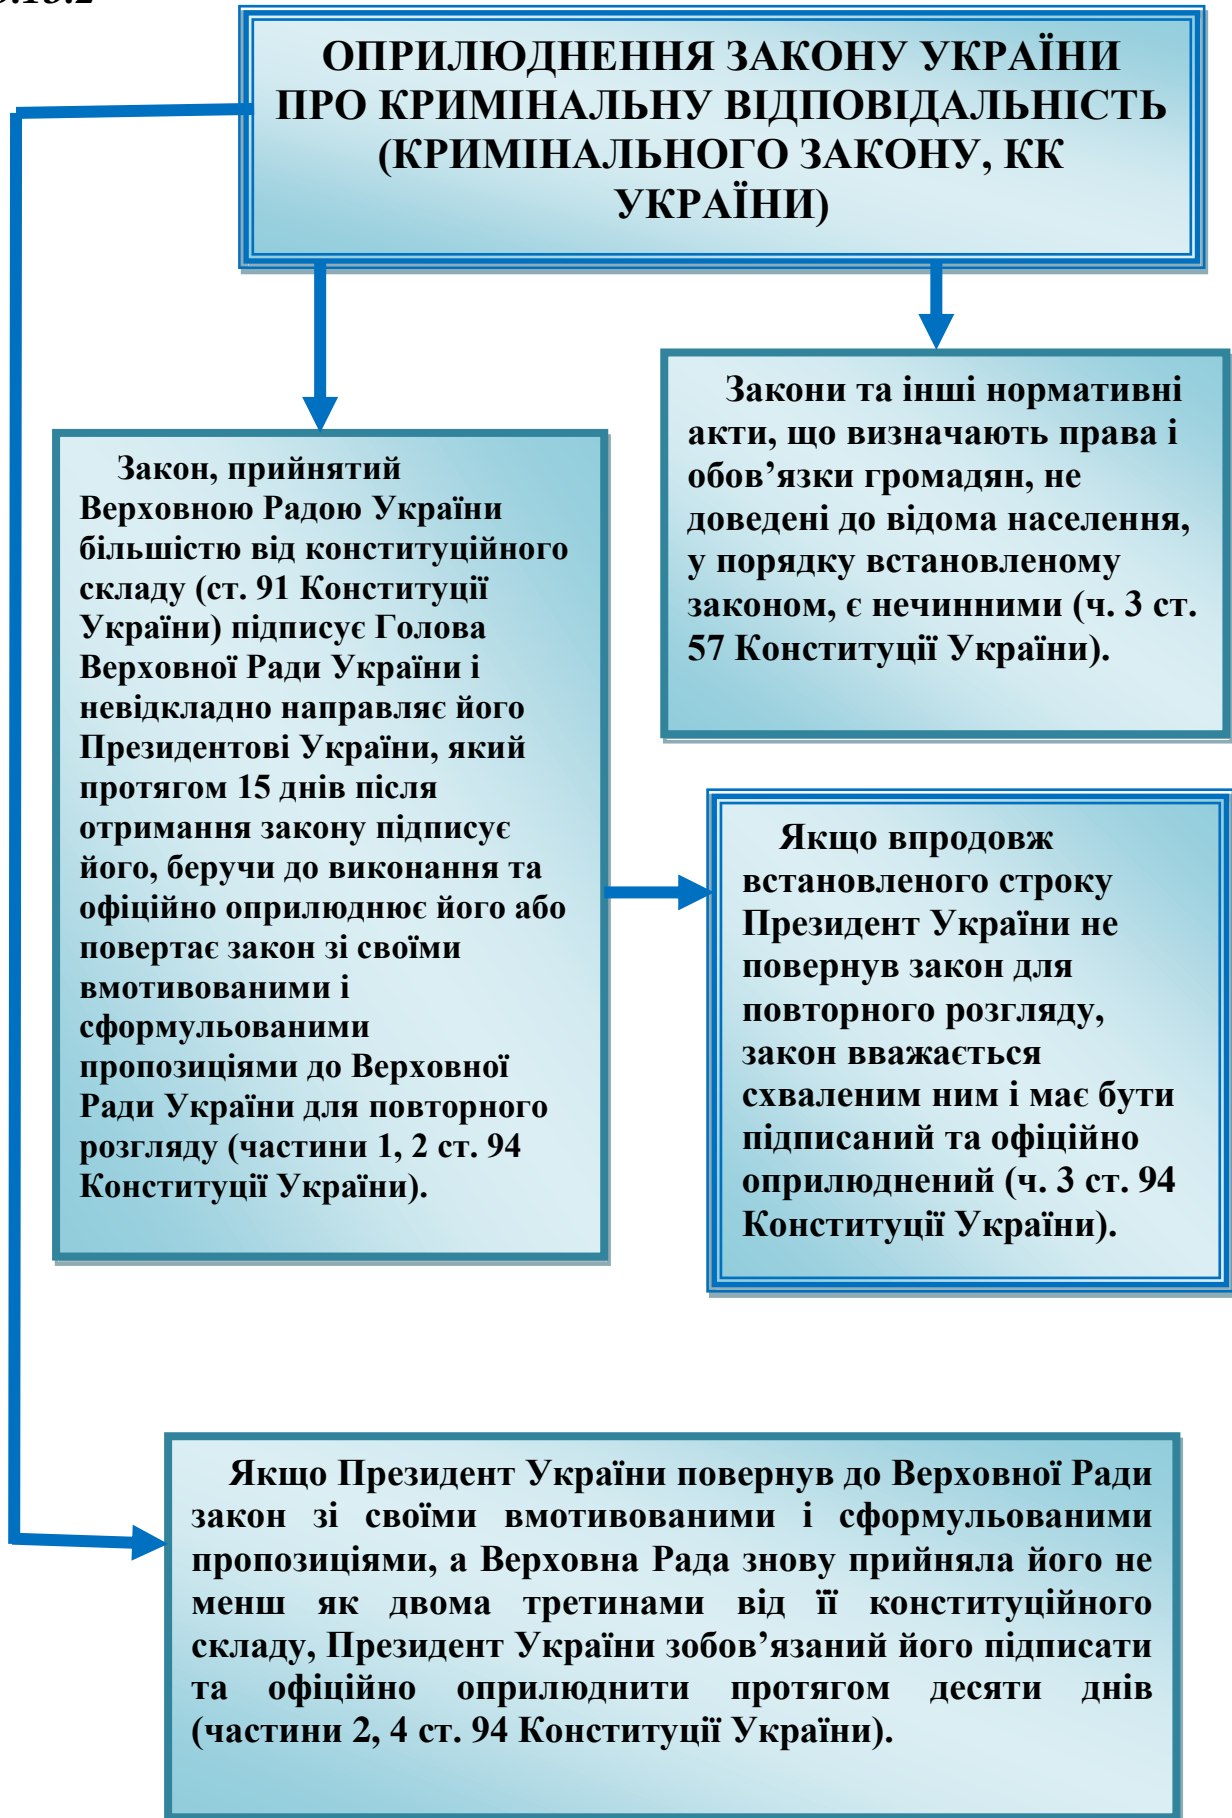 ОПРИЛЮДНЕННЯ ЗАКОНУ УКРАЇНИ
ПРО КРИМІНАЛЬНУ ВІДПОВІДАЛЬНІСТЬ
(КРИМІНАЛЬНОГО ЗАКОНУ, КК
УКРАЇНИ)
Закони та інші нормативні
акти, що визначають права і
обов’язки громадян, не
доведені до відома населення,
у порядку встановленому
законом, є нечинними (ч. 3 ст.
57 Конституції України).
Закон, прийнятий
Верховною Радою України
більшістю від конституційного
складу (ст. 91 Конституції
України) підписує Голова
Верховної Ради України і
невідкладно направляє його
Президентові України, який
протягом 15 днів після
отримання закону підписує
його, беручи до виконання та
офіційно оприлюднює його або
повертає закон зі своїми
вмотивованими і
сформульованими
пропозиціями до Верховної
Ради України для повторного
розгляду (частини 1, 2 ст. 94
Конституції України).
Якщо впродовж
встановленого строку
Президент України не
повернув закон для
повторного розгляду,
закон вважається
схваленим ним і має бути
підписаний та офіційно
оприлюднений (ч. 3 ст. 94
Конституції України).
Якщо Президент України повернув до Верховної Ради
закон зі своїми вмотивованими і сформульованими
пропозиціями, а Верховна Рада знову прийняла його не
менш як двома третинами від її конституційного
складу, Президент України зобов’язаний його підписати
та офіційно оприлюднити протягом десяти днів
(частини 2, 4 ст. 94 Конституції України).